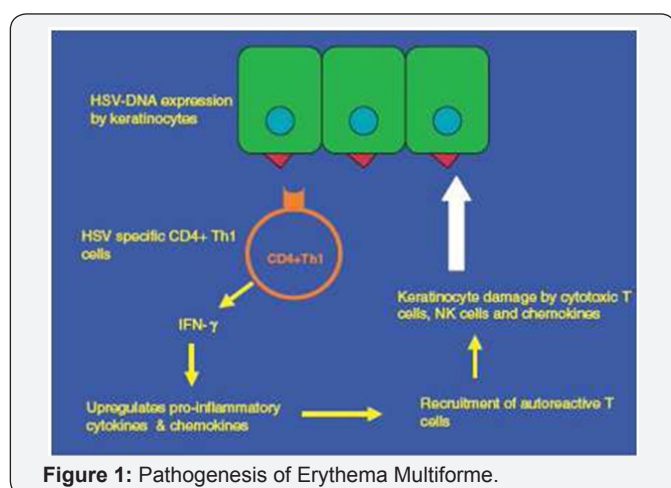 HSV-DNA expression
by keratinocytes
HSV specific CD4+ Th1
cells
CD4+Th1
IFN- γ
Upregulates pro-inflammatory
cytokines & chemokines
Recruitment of autoreactive T
cells
Keratinocyte damage by cytotoxic T
cells, NK cells and chemokines
Figure 1: Pathogenesis of Erythema Multiforme.